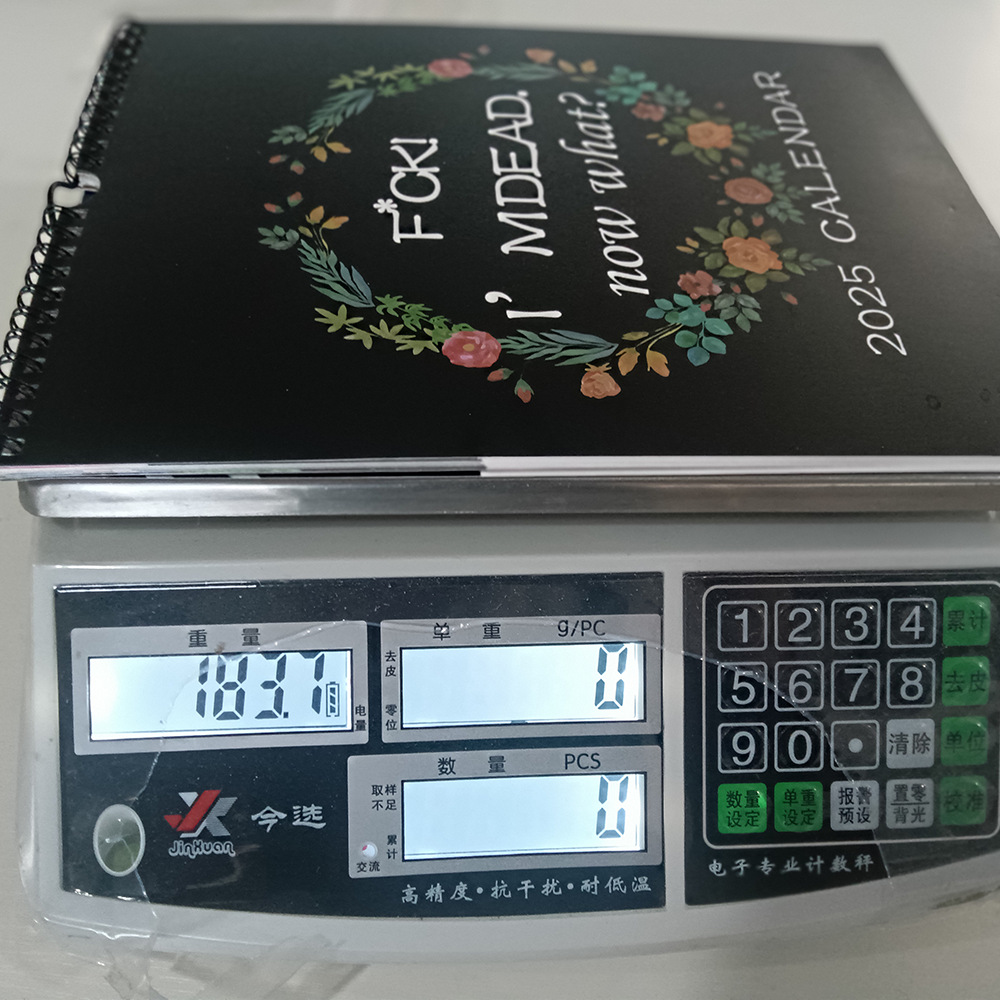 F*CK!
I'MDEAD.
now what?
2025 CALENDAR
重量
183.7
电量
单重 g/PC
去皮
零位
0
数量 PCS
取样不足
累计
交流
0
JinXuan
今选
高精度·抗干扰·耐低温
1 2 3 4 累计
5 6 7 8 去皮
9 0 · 清除 单位
数量设定 单重设定 报警预设 置零背光 校准
电子专业计数秤